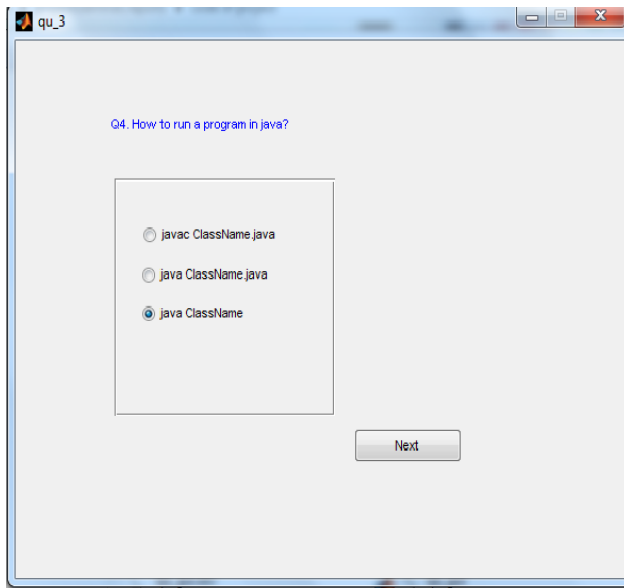 qu_3
Q4. How to run a program in java?
javac ClassName.java
java ClassName.java
java ClassName
Next